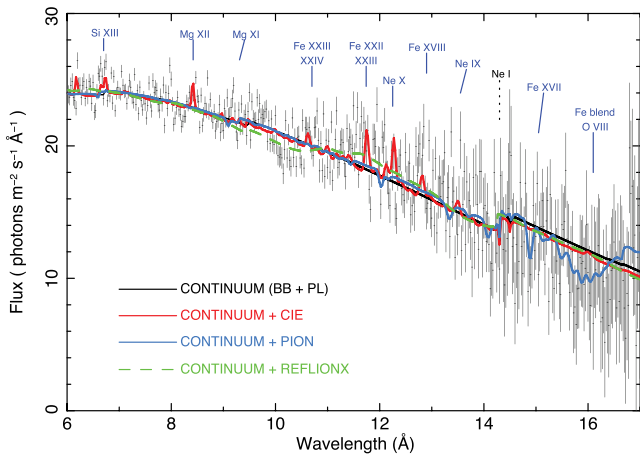 Si XIII
Mg XII
Mg XI
Fe XXIII
XXIV
Fe XXII
XXIII
Ne X
Fe XVIII
Ne IX
Ne I
Fe XVII
Fe blend
O VIII
30
20
10
0
Flux ( photons m⁻² s⁻¹ Å⁻¹)
CONTINUUM (BB + PL)
CONTINUUM + CIE
CONTINUUM + PION
CONTINUUM + REFLIONX
6 8 10 12 14 16
Wavelength (Å)